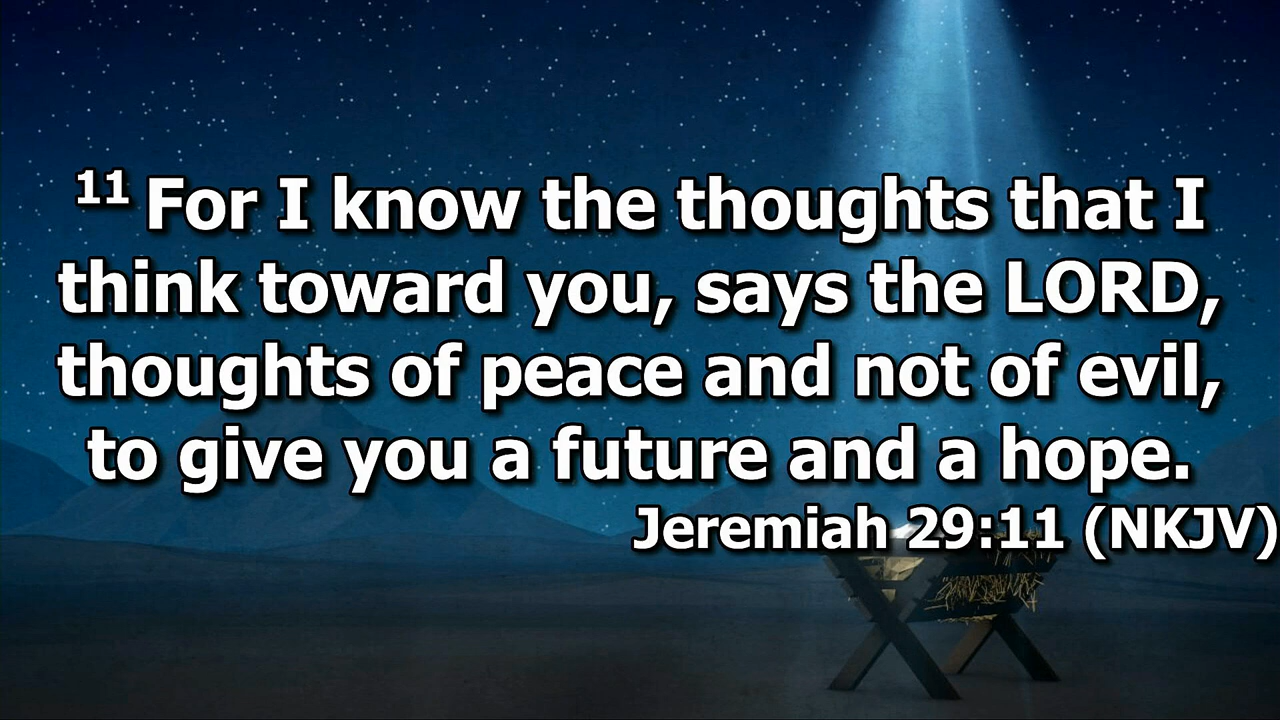 11 For I know the thoughts that I
think toward you, says the LORD,
thoughts of peace and not of evil,
to give you a future and a hope.
Jeremiah 29:11 (NKJV)